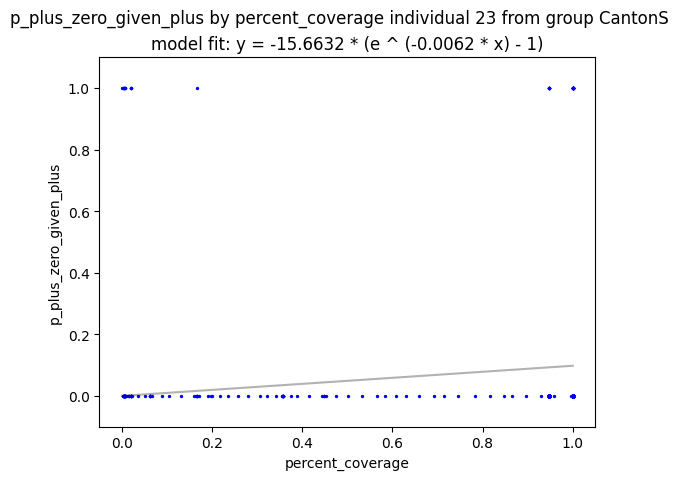 p_plus_zero_given_plus by percent_coverage individual 23 from group CantonS
model fit: y = -15.6632 * (e ^ (-0.0062 * x) - 1)
1.0
0.8
0.6
0.4
0.2
0.0
p_plus_zero_given_plus
0.0 0.2 0.4 0.6 0.8 1.0
percent_coverage